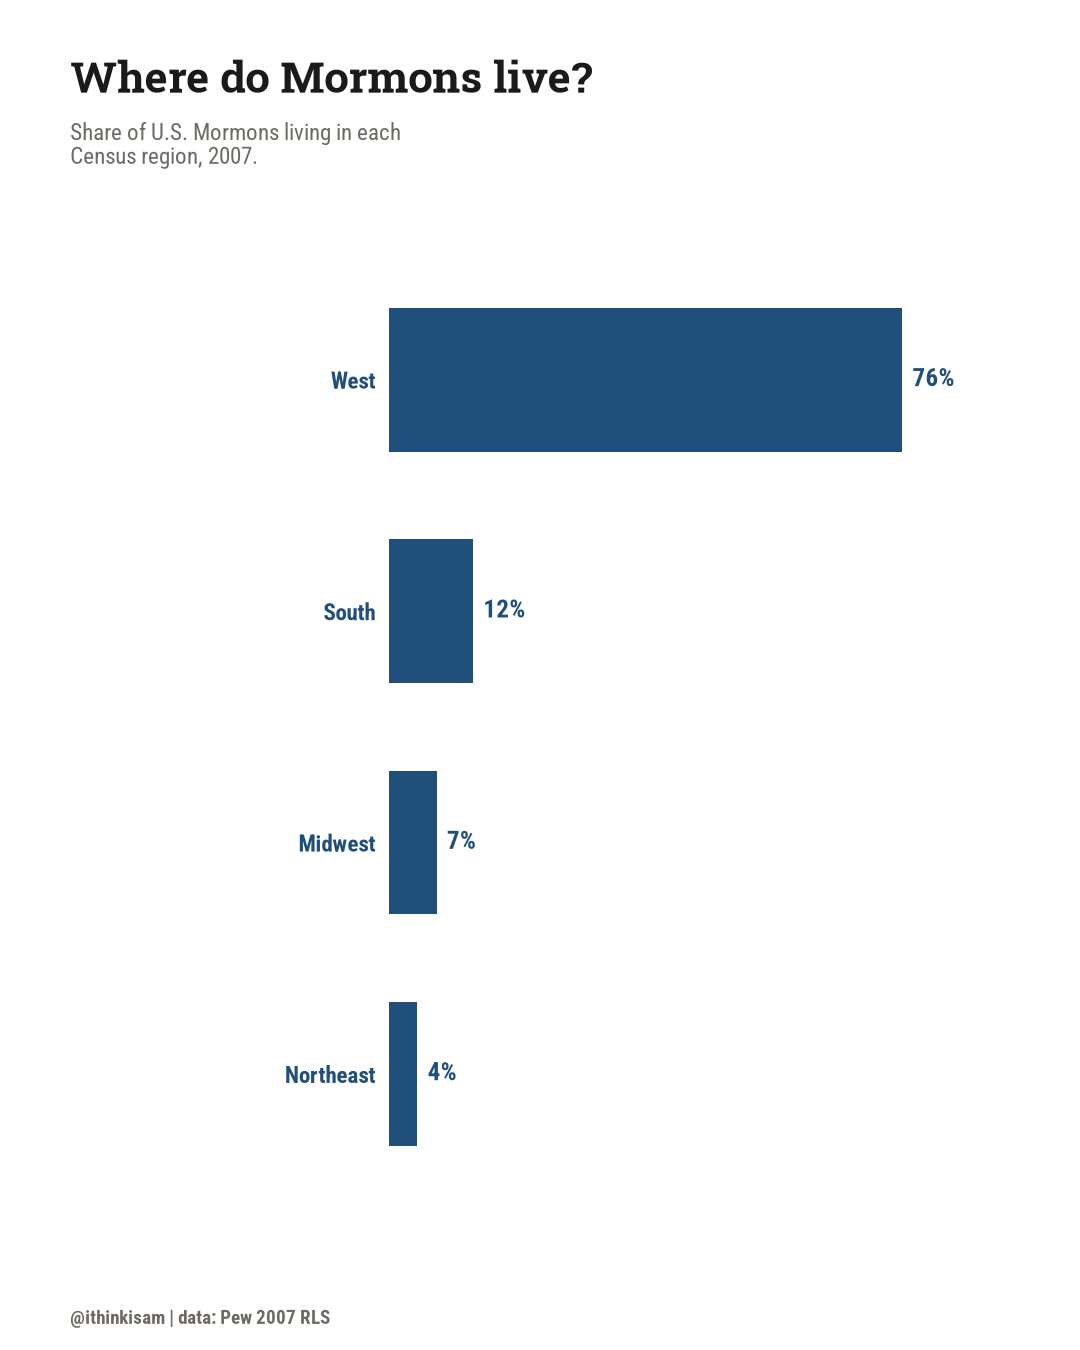 Where do Mormons live?
Share of U.S. Mormons living in each
Census region, 2007.
West
76%
South
12%
Midwest
7%
Northeast
4%
@ithinkisam | data: Pew 2007 RLS